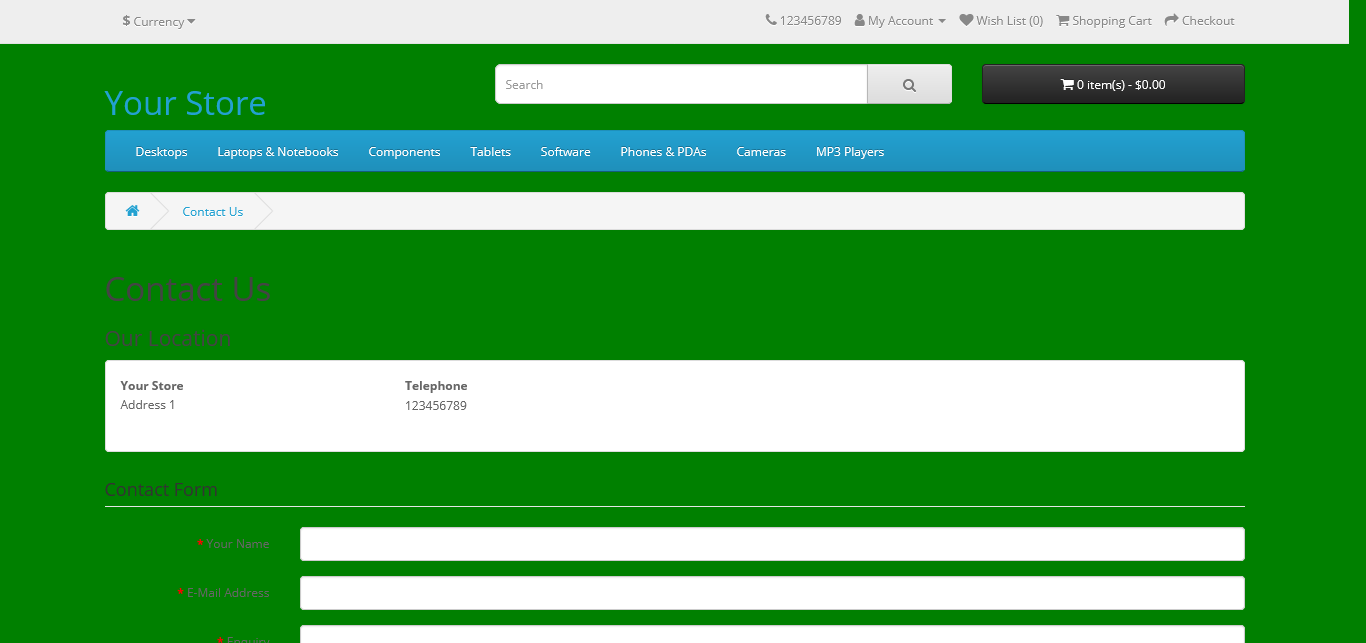 $ Currency
123456789 My Account Wish List (0) Shopping Cart Checkout
Your Store
Search
0 item(s) - $0.00
Desktops Laptops & Notebooks Components Tablets Software Phones & PDAs Cameras MP3 Players
Contact Us
Contact Us
Our Location
Your Store Telephone
Address 1 123456789
Contact Form
* Your Name
* E-Mail Address
* Enquiry